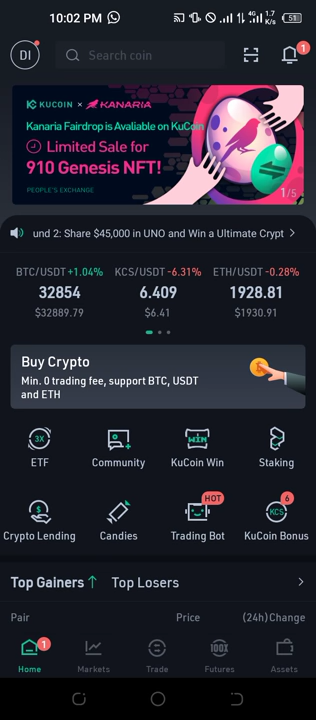 10:02 PM
4G 1.7 K/s 51
DI
Search coin
1
KUCOIN × KANARIA
Kanaria Fairdrop is Avaliable on KuCoin
Limited Sale for
910 Genesis NFT!
PEOPLE'S EXCHANGE
1/5
und 2: Share $45,000 in UNO and Win a Ultimate Crypt
BTC/USDT +1.04% KCS/USDT -6.31% ETH/USDT -0.28%
32854 6.409 1928.81
$32889.79 $6.41 $1930.91
Buy Crypto
Min. 0 trading fee, support BTC, USDT
and ETH
3X
WIN
ETF Community KuCoin Win Staking
HOT 6
KCS
Crypto Lending Candies Trading Bot KuCoin Bonus
Top Gainers Top Losers
Pair Price (24h)Change
1
100X
Home Markets Trade Futures Assets